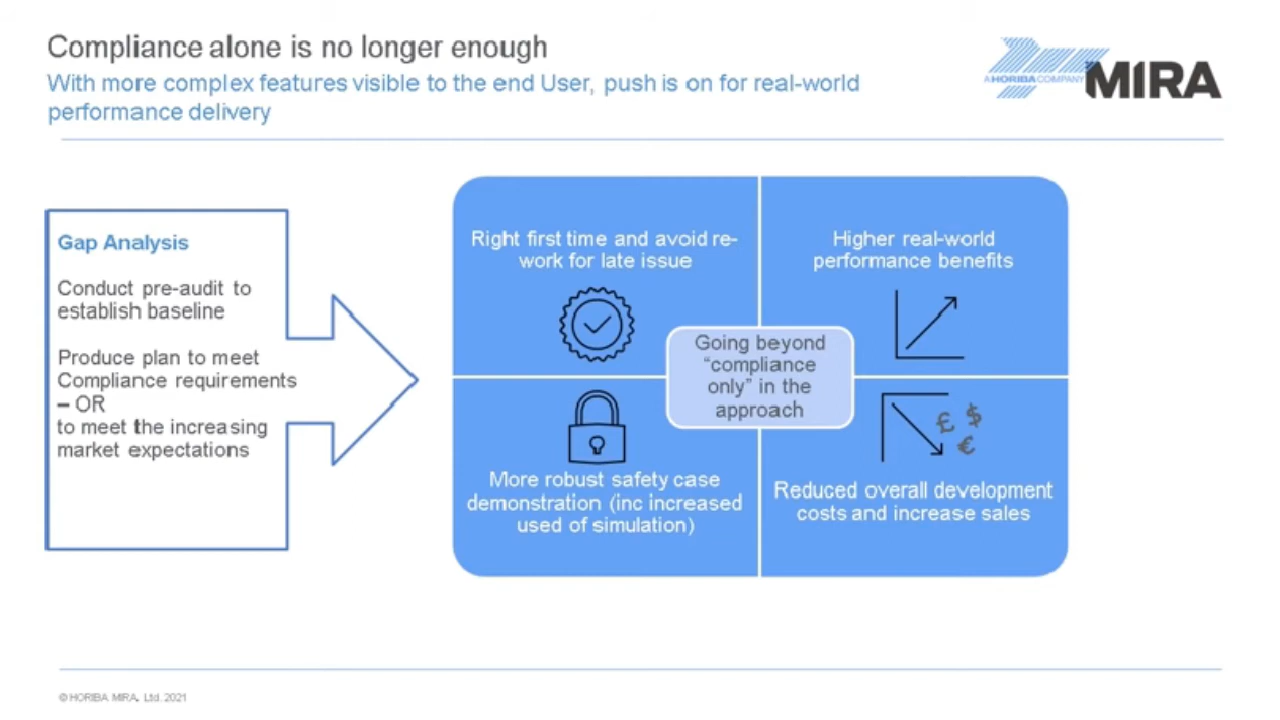 Compliance alone is no longer enough
With more complex features visible to the end User, push is on for real-world
performance delivery
A HORIBA COMPANY
MIRA
Gap Analysis
Conduct pre-audit to
establish baseline
Produce plan to meet
Compliance requirements
– OR
to meet the increasing
market expectations
Right first time and avoid re-
work for late issue
Higher real-world
performance benefits
Going beyond
“compliance
only” in the
approach
£ $
€
More robust safety case
demonstration (inc increased
used of simulation)
Reduced overall development
costs and increase sales
© HORIBA MIRA, Ltd. 2021